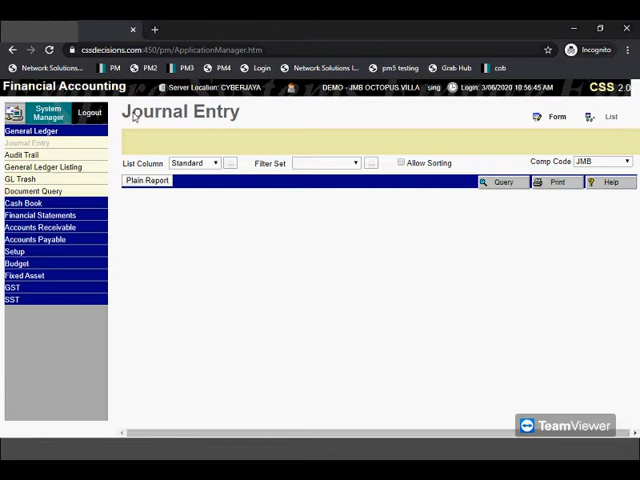 cssdecisions.com:450/pm/ApplicationManager.htm
Incognito
Network Solutions...
PM
PM2
PM3
PM4
Login
Network Solutions I...
pm5 testing
Grab Hub
cob
Financial Accounting
Server Location: CYBERJAYA
DEMO - JMB OCTOPUS VILLA
sing
Login: 3/06/2020 10:56:45 AM
CSS 2.0
System Manager
Logout
Journal Entry
Form
List
General Ledger
Journal Entry
Audit Trail
General Ledger Listing
GL Trash
Document Query
Cash Book
Financial Statements
Accounts Receivable
Accounts Payable
Setup
Budget
Fixed Asset
GST
SST
List Column
Standard
...
Filter Set
...
Allow Sorting
Comp Code
JMB
Plain Report
Query
Print
Help
TeamViewer